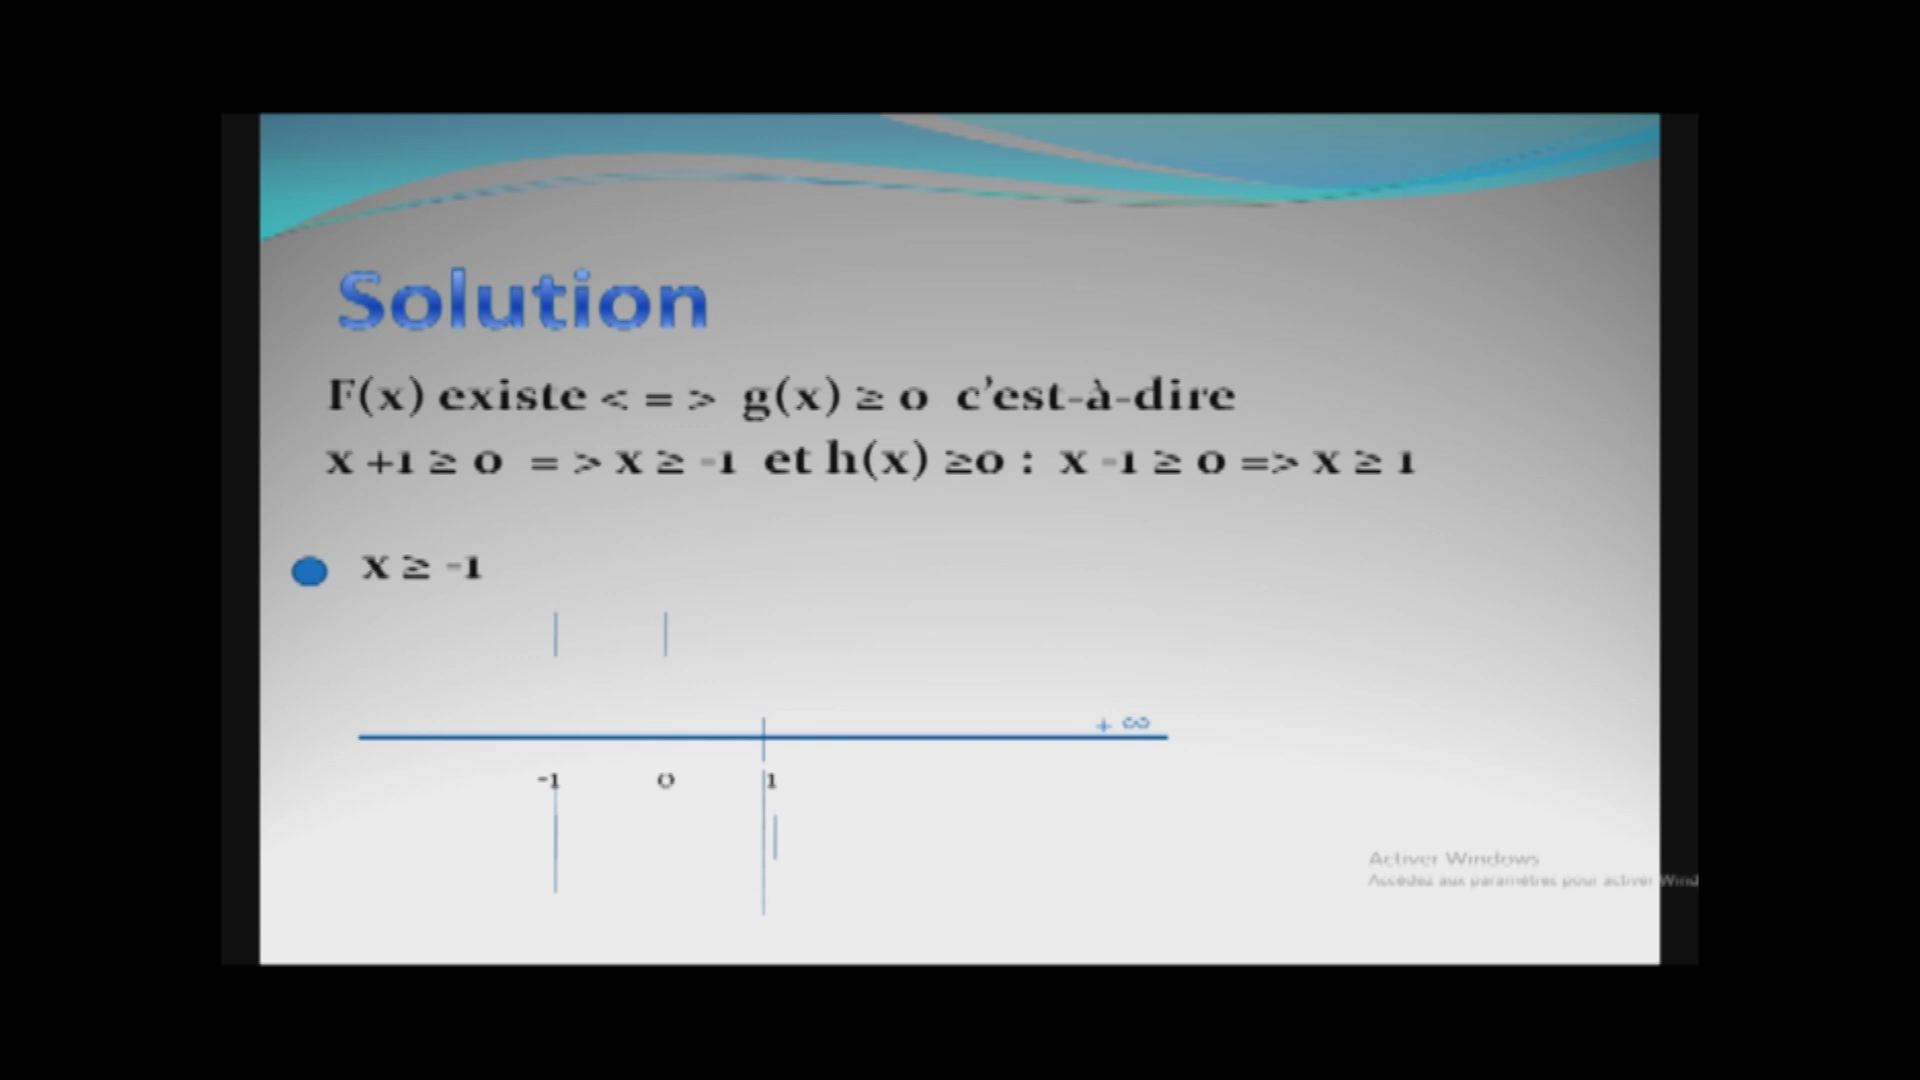 Solution
F(x) existe < = > g(x) ≥ 0 c’est-à-dire
x +1 ≥ 0 = > x ≥ -1 et h(x) ≥0 : x -1 ≥ 0 => x ≥ 1
x ≥ -1
+ ∞
-1 0 1
Activer Windows
Accédez aux paramètres pour activer Wind